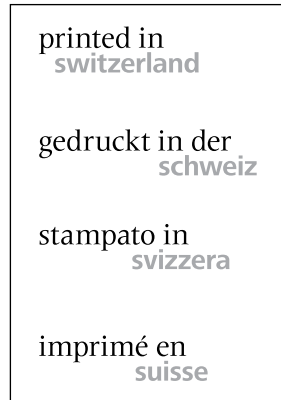 printed in
switzerland
gedruckt in der
schweiz
stampato in
svizzera
imprimé en
suisse